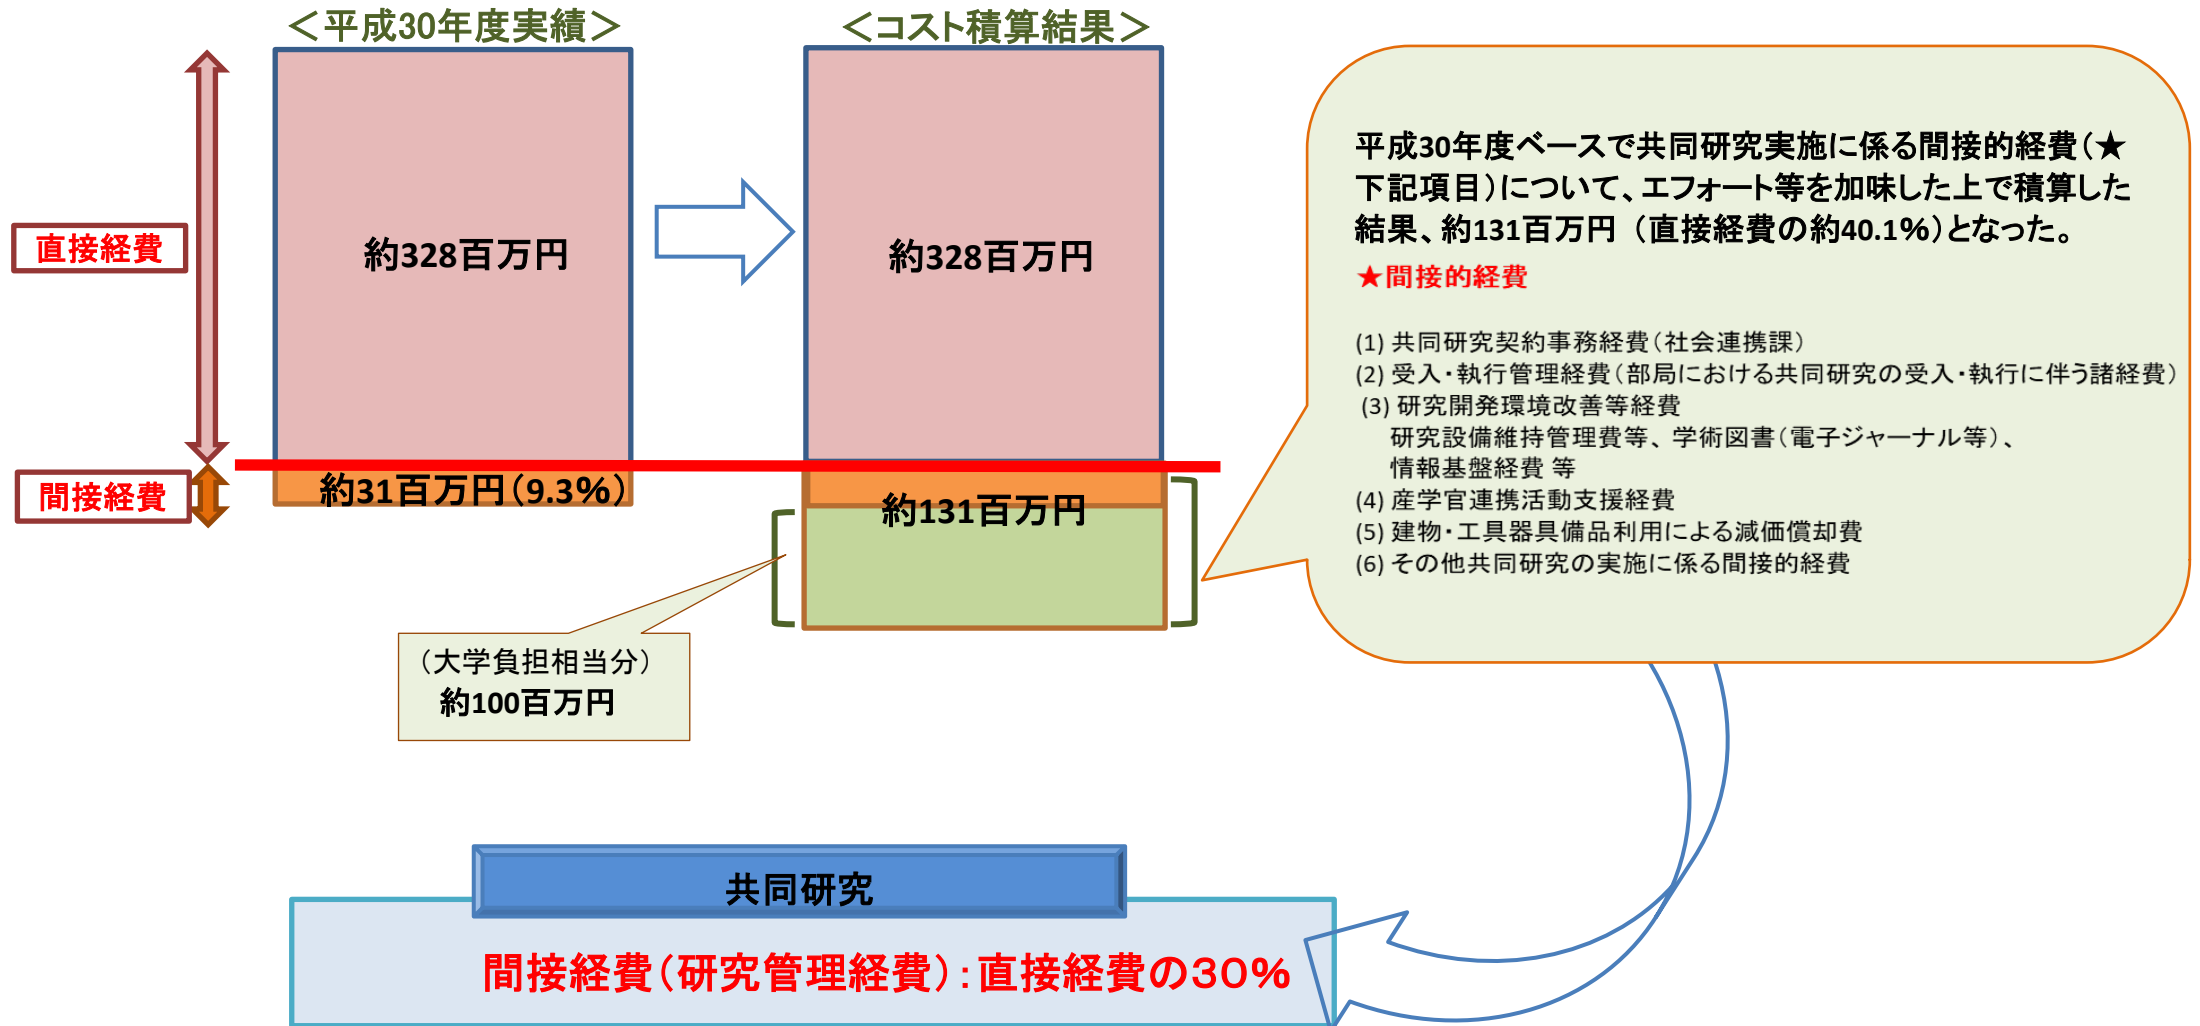 ＜平成30年度実績＞
＜コスト積算結果＞
直接経費
約328百万円
約328百万円
間接経費
約31百万円（9.3％）
約131百万円
（大学負担相当分）
約100百万円
平成30年度ベースで共同研究実施に係る間接的経費（★
下記項目）について、エフォート等を加味した上で積算した
結果、約131百万円 （直接経費の約40.1％）となった。
★間接的経費
(1) 共同研究契約事務経費（社会連携課）
(2) 受入・執行管理経費（部局における共同研究の受入・執行に伴う諸経費）
(3) 研究開発環境改善等経費
研究設備維持管理費等、学術図書（電子ジャーナル等）、
情報基盤経費 等
(4) 産学官連携活動支援経費
(5) 建物・工具器具備品利用による減価償却費
(6) その他共同研究の実施に係る間接的経費
共同研究
間接経費（研究管理経費）：直接経費の３０％